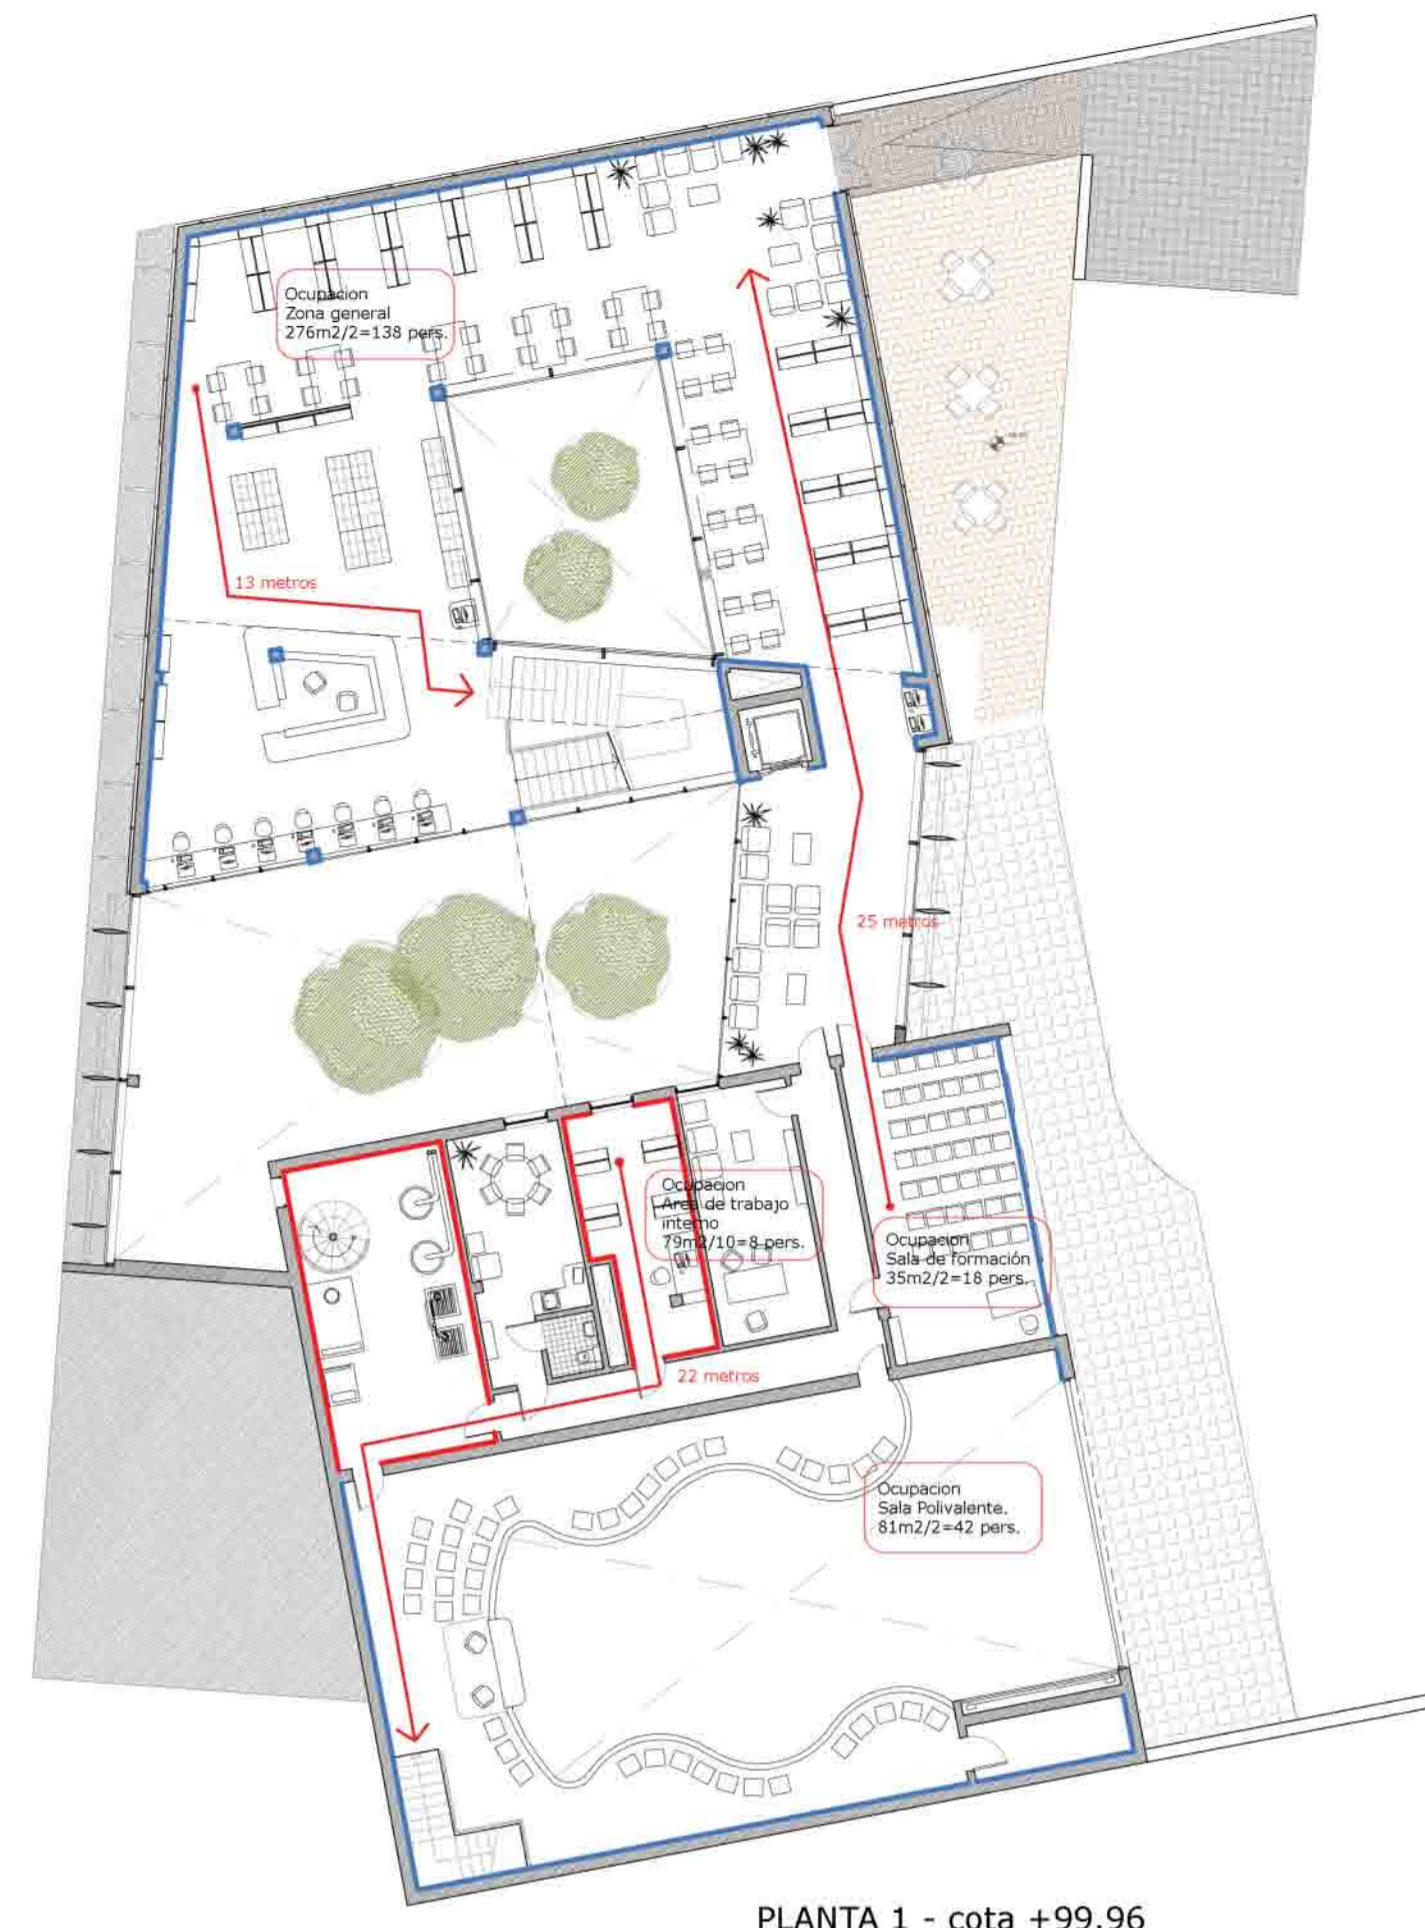 Ocupacion
Zona general
276m2/2=138 pers.
13 metros
25 metros
Ocupacion
Area de trabajo
interno
79m2/10=8 pers.
Ocupacion
Sala de formación
35m2/2=18 pers.
22 metros
Ocupacion
Sala Polivalente.
81m2/2=42 pers.
PLANTA 1 - cota +99.96